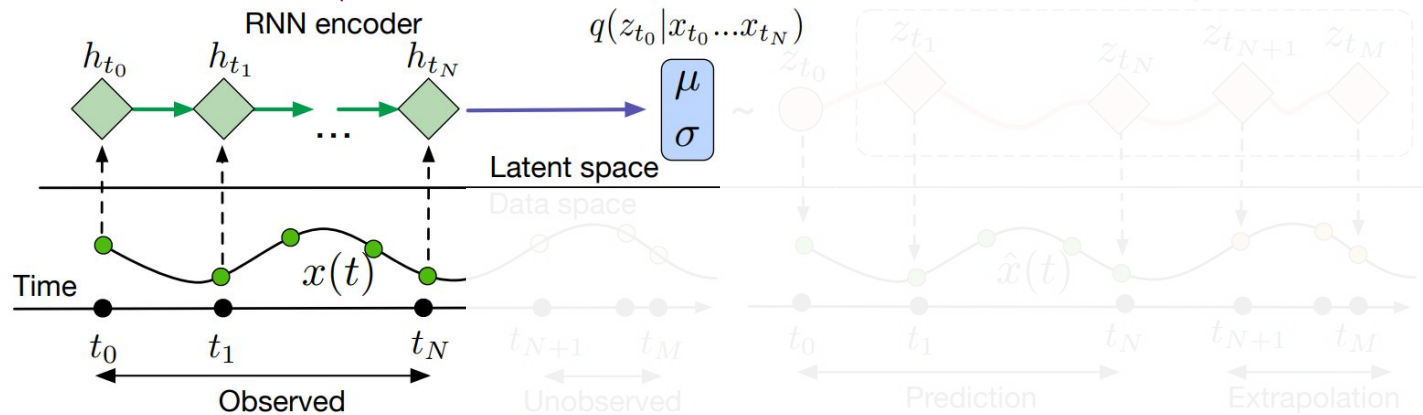 RNN encoder
q(z_{t_0}|x_{t_0}...x_{t_N})
h_{t_0} h_{t_1} h_{t_N}
z_{t_0} z_{t_1} z_{t_N} z_{t_{N+1}} z_{t_M}
μ
σ
~
...
Latent space
Data space
x(t)
x̂(t)
Time
t_0 t_1 t_N t_{N+1} t_M t_0 t_1 t_N t_{N+1} t_M
Observed Unobserved Prediction Extrapolation